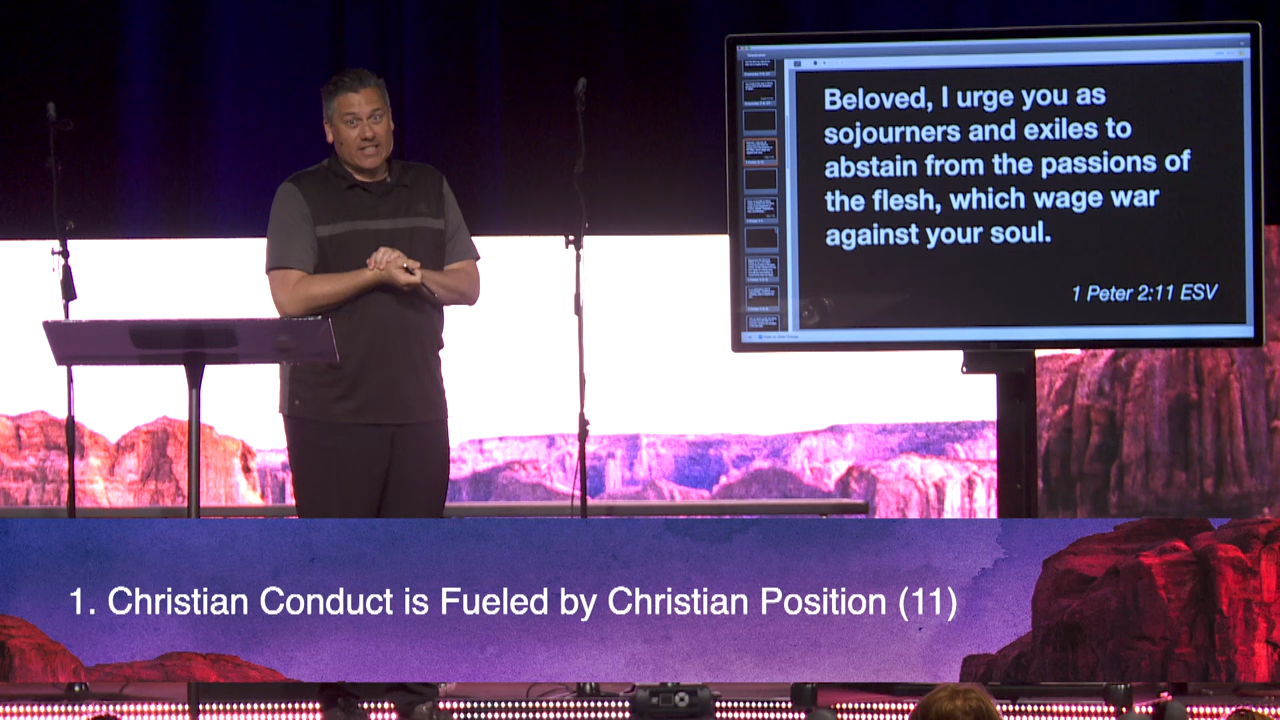 Beloved, I urge you as
sojourners and exiles to
abstain from the passions of
the flesh, which wage war
against your soul.
1 Peter 2:11 ESV
1. Christian Conduct is Fueled by Christian Position (11)